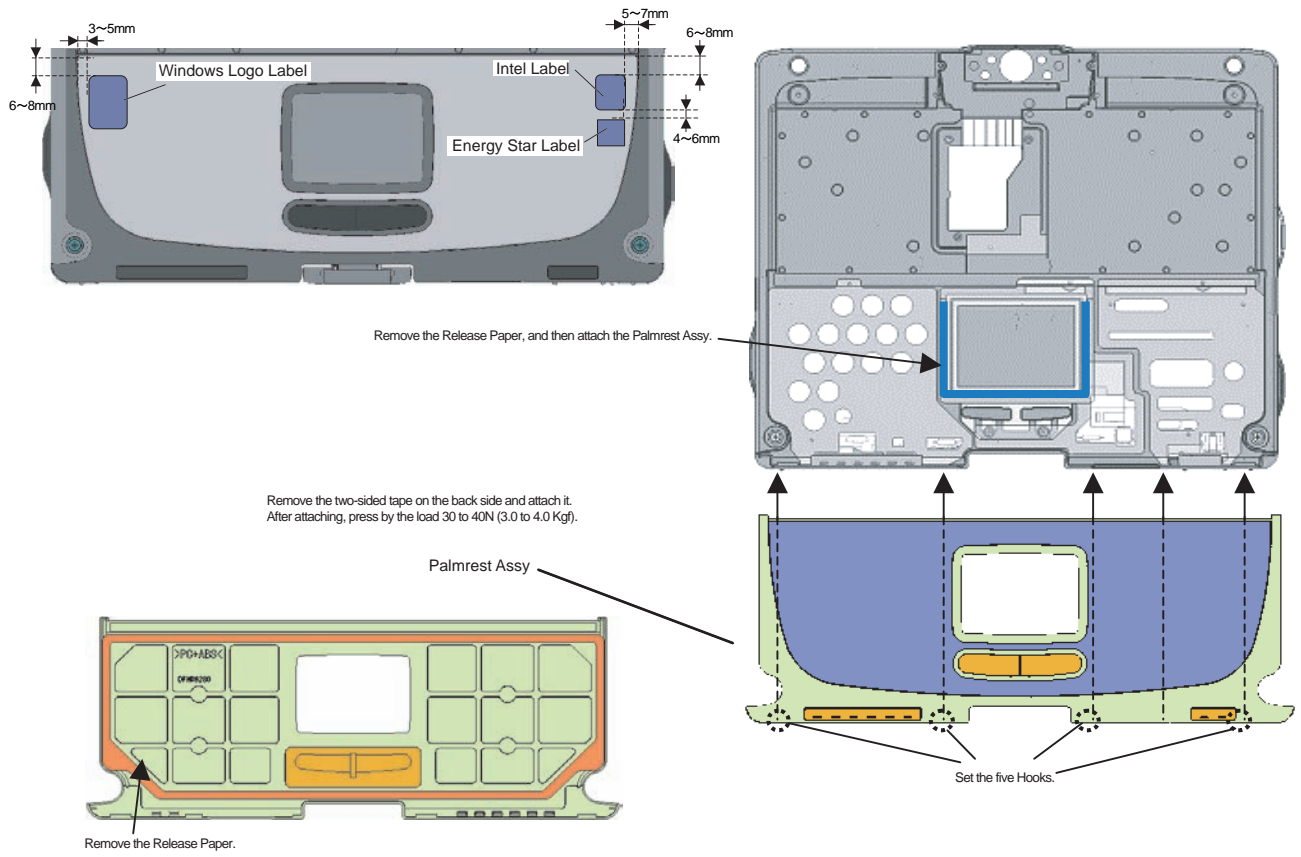 3～5mm
5～7mm
6～8mm
Windows Logo Label
Intel Label
6～8mm
4～6mm
Energy Star Label
Remove the Release Paper, and then attach the Palmrest Assy.
Remove the two-sided tape on the back side and attach it.
After attaching, press by the load 30 to 40N (3.0 to 4.0 Kgf).
Palmrest Assy
>PC+ABS<
Set the five Hooks.
Remove the Release Paper.